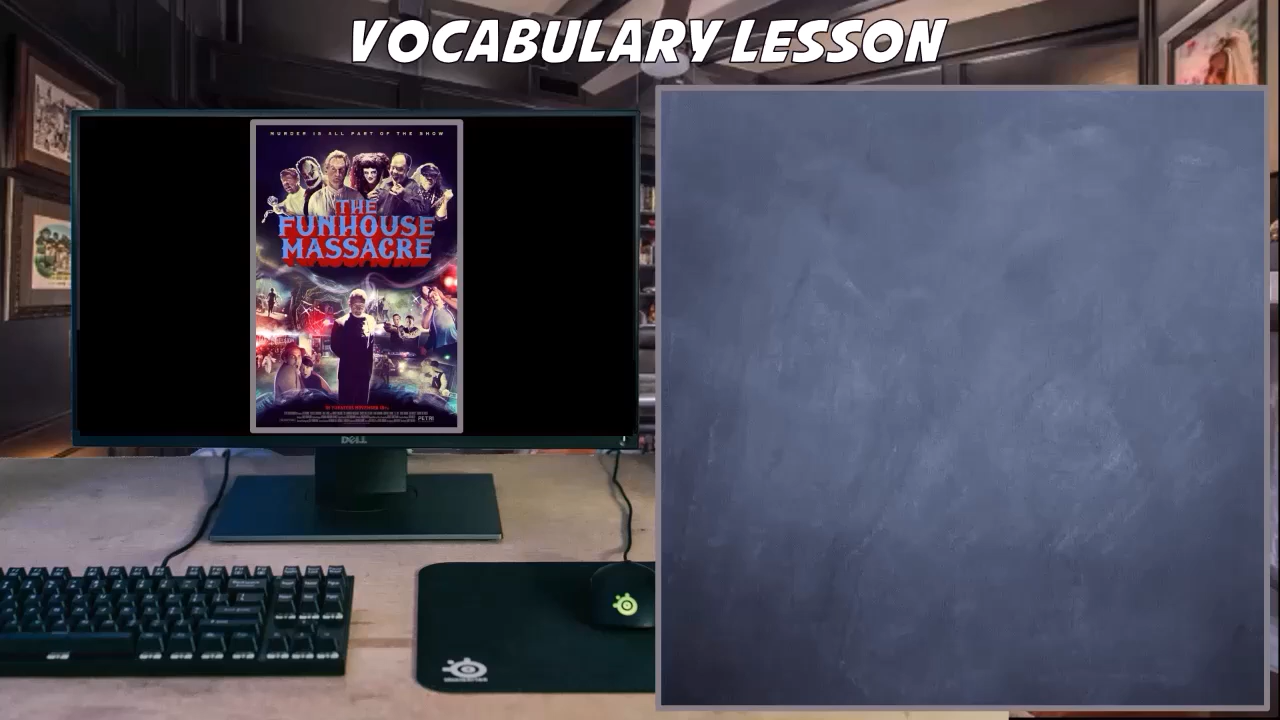 VOCABULARY LESSON
MURDER IS ALL PART OF THE SHOW
THE
FUNHOUSE
MASSACRE
DELL